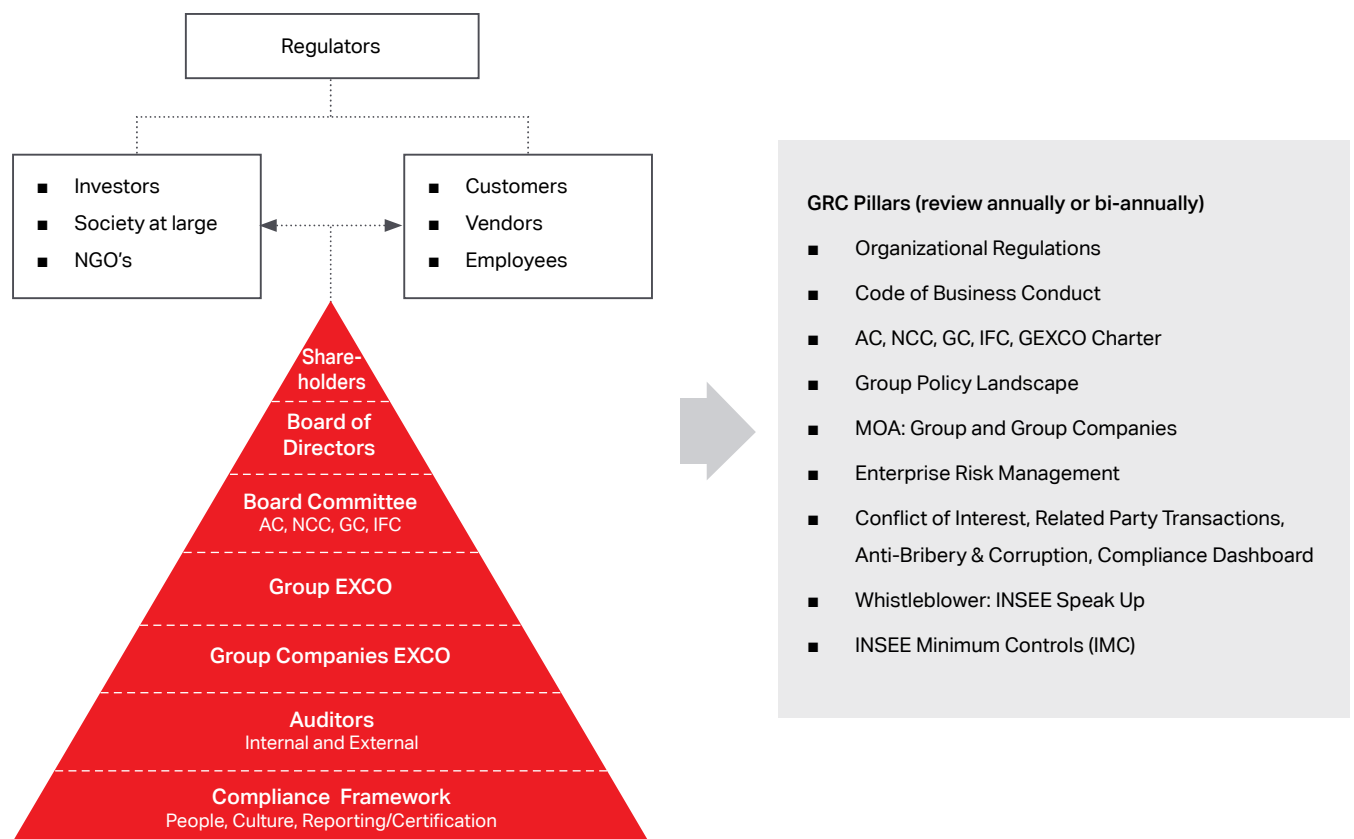 Regulators
■ Investors
■ Society at large
■ NGO's
■ Customers
■ Vendors
■ Employees
Share-
holders
Board of
Directors
Board Committee
AC, NCC, GC, IFC
Group EXCO
Group Companies EXCO
Auditors
Internal and External
Compliance Framework
People, Culture, Reporting/Certification
GRC Pillars (review annually or bi-annually)
■ Organizational Regulations
■ Code of Business Conduct
■ AC, NCC, GC, IFC, GEXCO Charter
■ Group Policy Landscape
■ MOA: Group and Group Companies
■ Enterprise Risk Management
■ Conflict of Interest, Related Party Transactions,
Anti-Bribery & Corruption, Compliance Dashboard
■ Whistleblower: INSEE Speak Up
■ INSEE Minimum Controls (IMC)